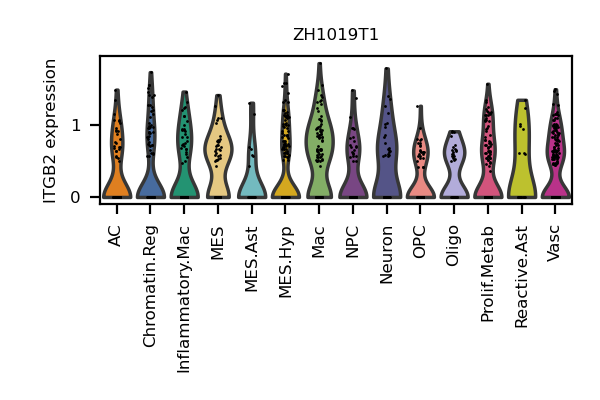 ZH1019T1
ITGB2 expression
1
0
AC
Chromatin.Reg
Inflammatory.Mac
MES
MES.Ast
MES.Hyp
Mac
NPC
Neuron
OPC
Oligo
Prolif.Metab
Reactive.Ast
Vasc